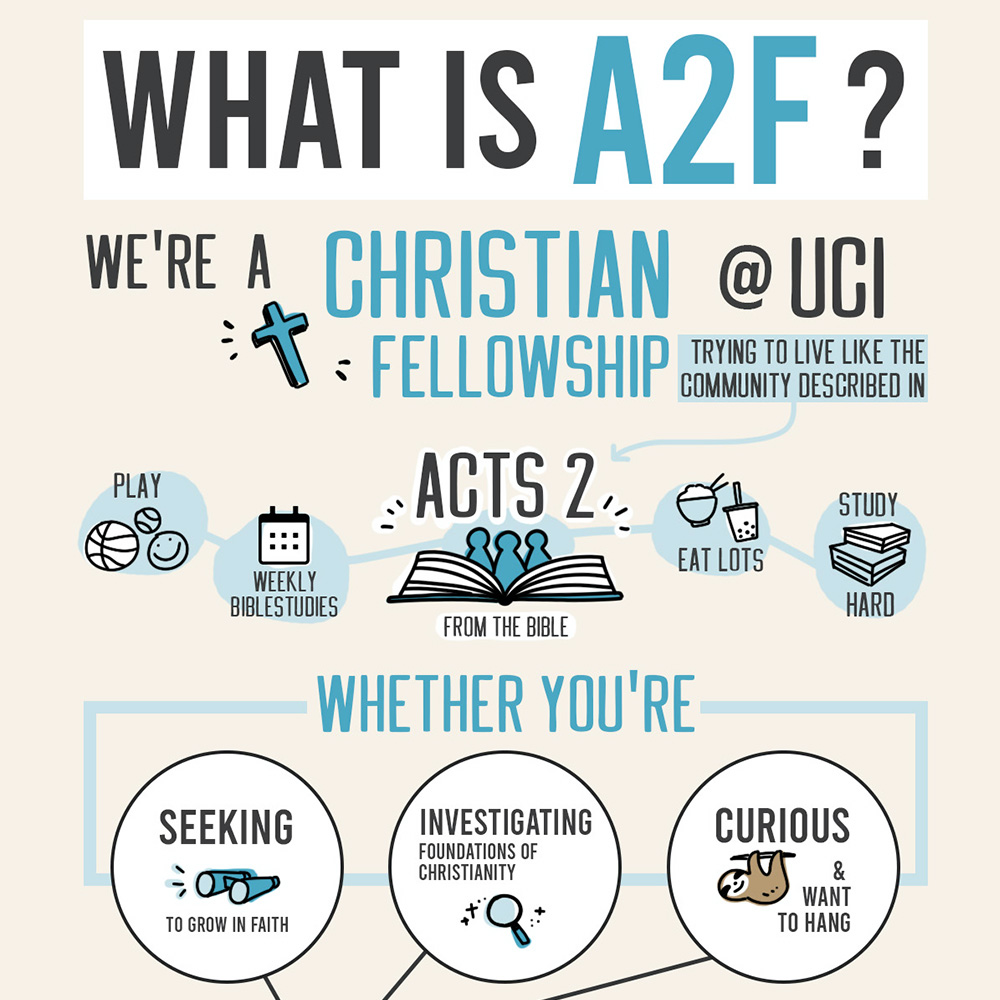 WHAT IS A2F?
WE'RE A CHRISTIAN @ UCI
FELLOWSHIP
TRYING TO LIVE LIKE THE
COMMUNITY DESCRIBED IN
ACTS 2
FROM THE BIBLE
PLAY
WEEKLY
BIBLESTUDIES
EAT LOTS
STUDY
HARD
WHETHER YOU'RE
SEEKING
TO GROW IN FAITH
INVESTIGATING
FOUNDATIONS OF
CHRISTIANITY
CURIOUS
&
WANT
TO HANG